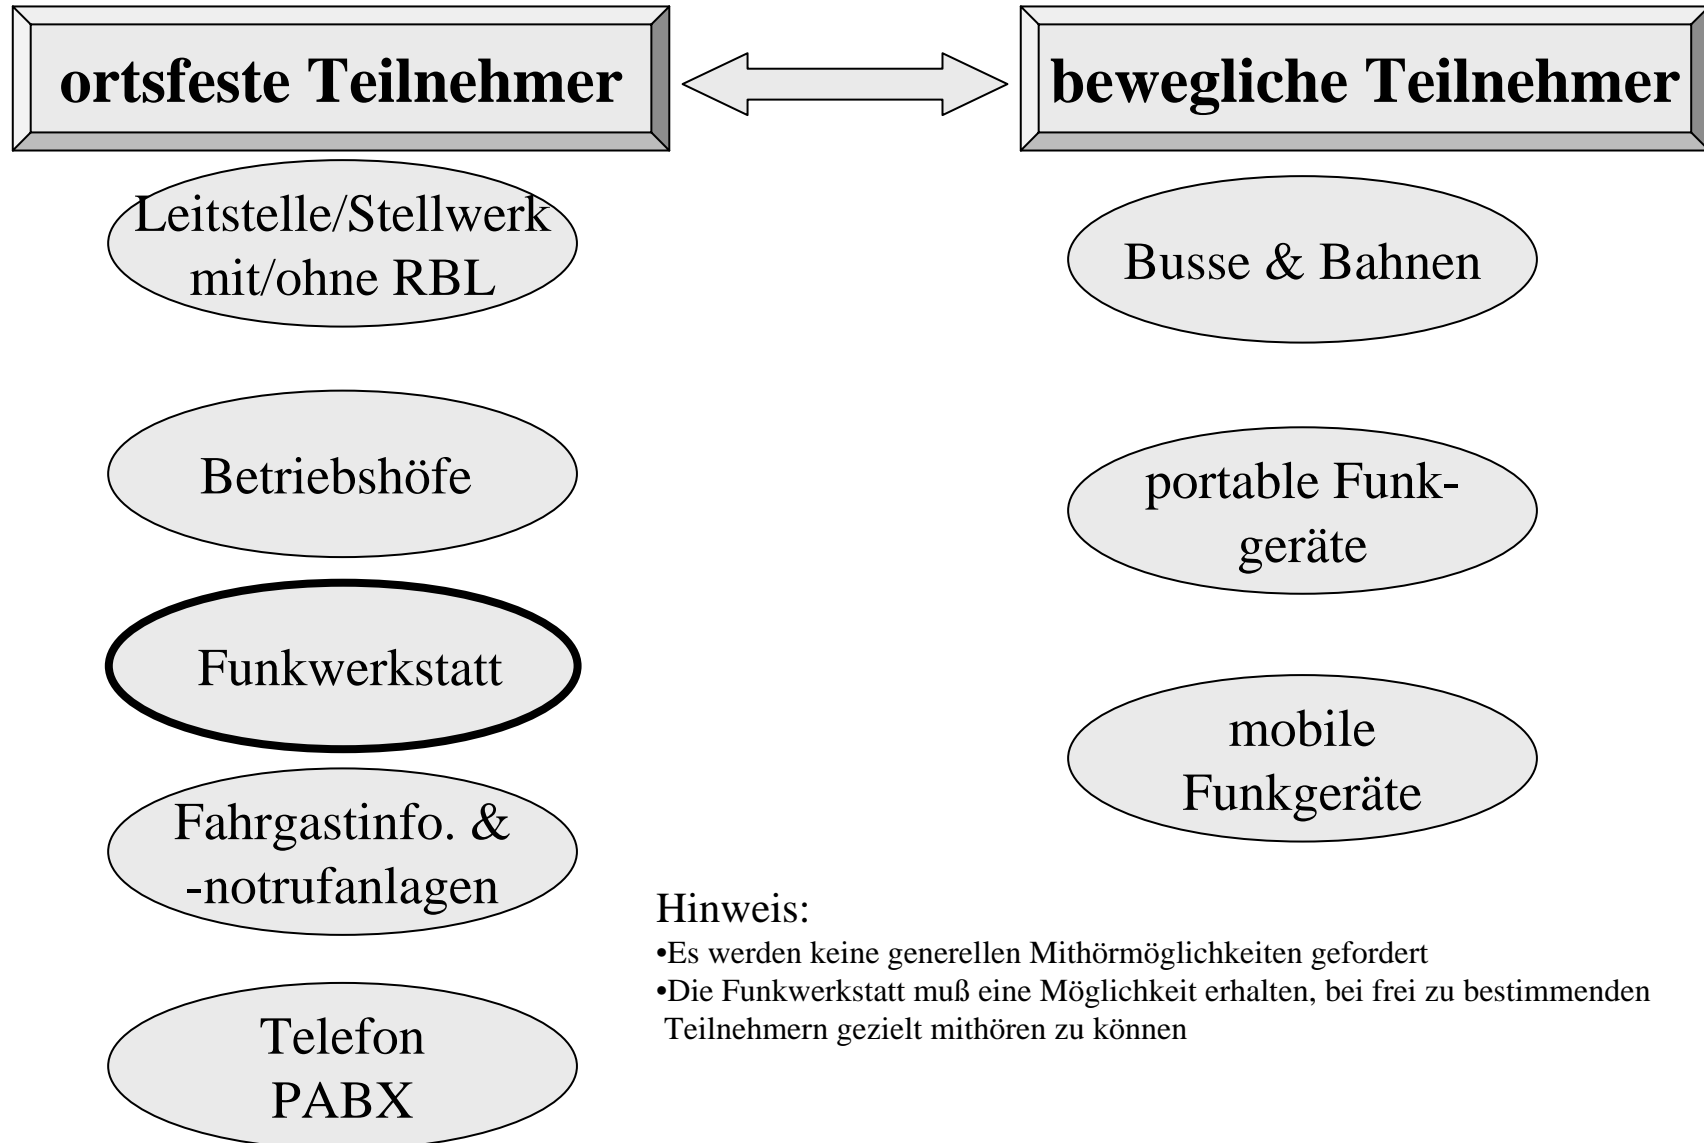 ortsfeste Teilnehmer
bewegliche Teilnehmer
Leitstelle/Stellwerk
mit/ohne RBL
Betriebshöfe
Funkwerkstatt
Fahrgastinfo. &
-notrufanlagen
Telefon
PABX
Busse & Bahnen
portable Funk-
geräte
mobile
Funkgeräte
Hinweis:
•Es werden keine generellen Mithörmöglichkeiten gefordert
•Die Funkwerkstatt muß eine Möglichkeit erhalten, bei frei zu bestimmenden
Teilnehmern gezielt mithören zu können